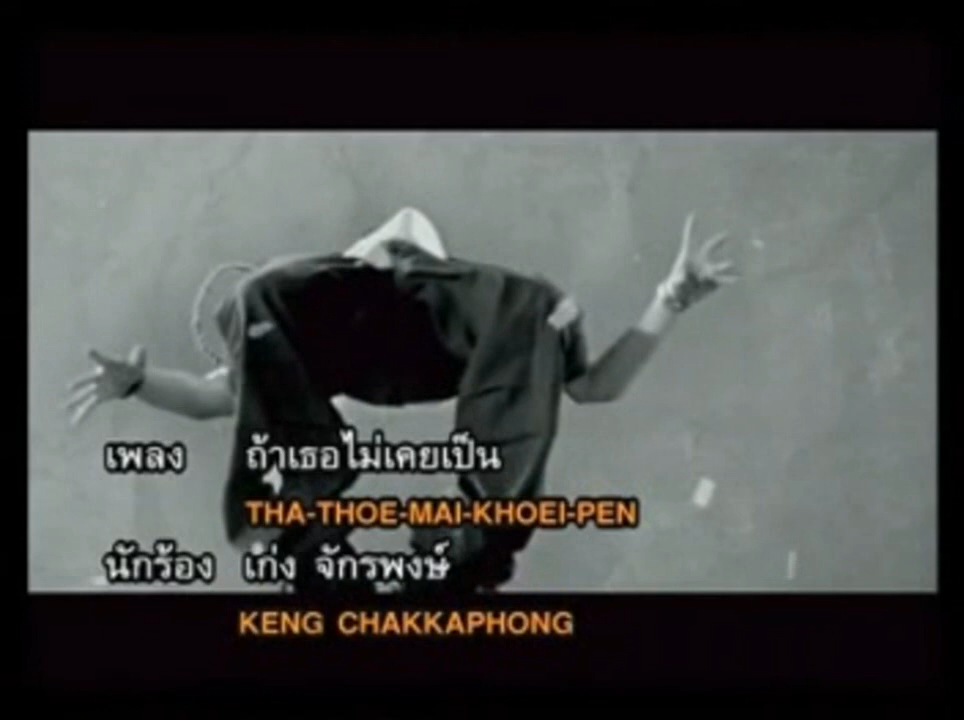 เพลง ถ้าเธอไม่เคยเป็น
THA-THOE-MAI-KHOEI-PEN
นักร้อง เก่ง จักรพงษ์
KENG CHAKKAPHONG